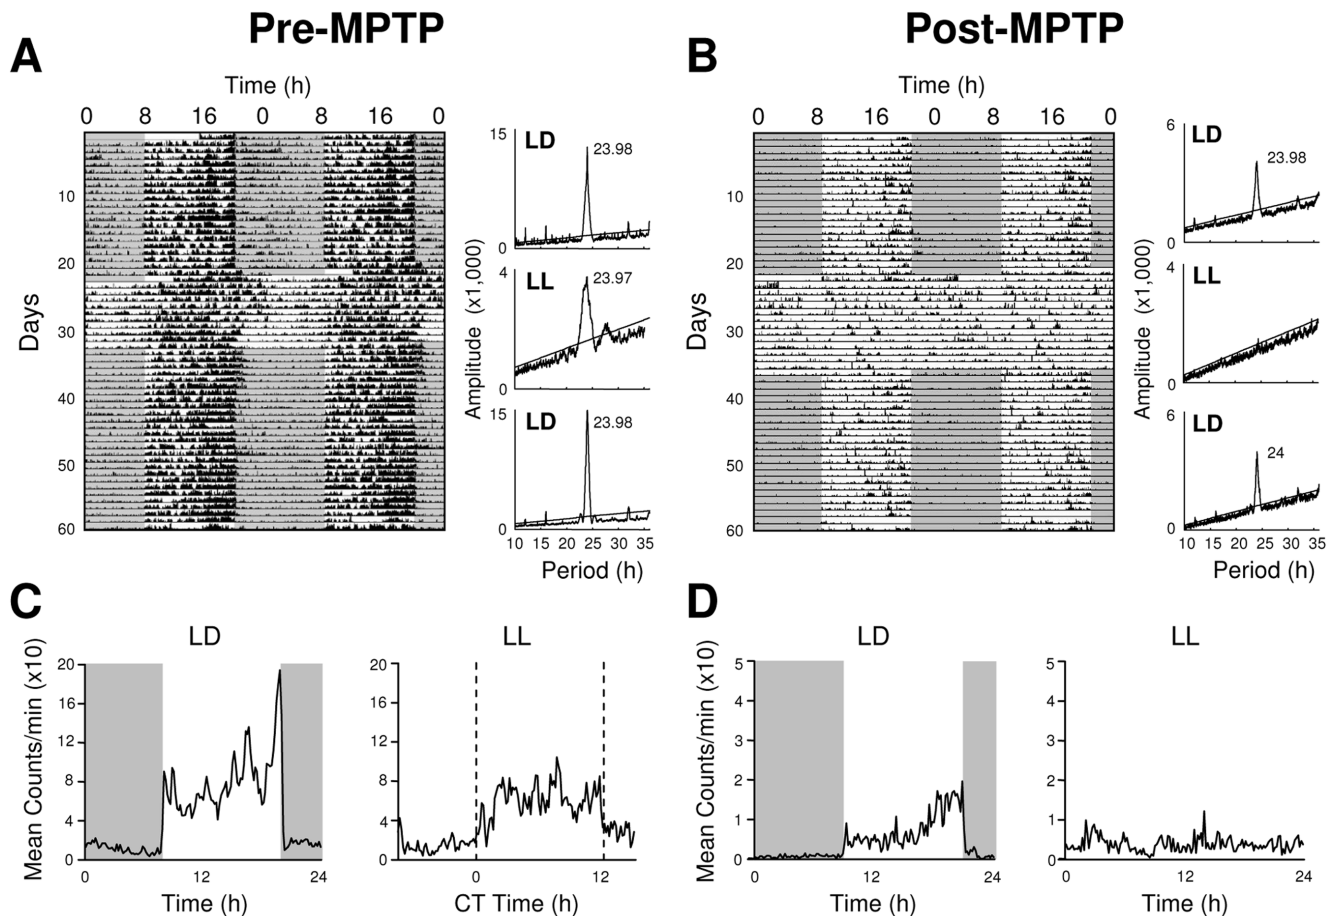 Pre-MPTP
Post-MPTP
A
Time (h)
0 8 16 0 8 16 0
Days
10
20
30
40
50
60
Amplitude (x1,000)
15
LD
23.98
0
4
LL
23.97
0
15
LD
23.98
0
10 15 20 25 30 35
Period (h)
B
Time (h)
0 8 16 0 8 16 0
Days
10
20
30
40
50
60
Amplitude (x1,000)
6
LD
23.98
0
4
LL
0
6
LD
24
0
10 15 20 25 30 35
Period (h)
C
LD
Mean Counts/min (x10)
20
16
12
8
4
0
0 12 24
Time (h)
LL
20
16
12
8
4
0
0 12
CT Time (h)
D
LD
Mean Counts/min (x10)
5
4
3
2
1
0
0 12 24
Time (h)
LL
5
4
3
2
1
0
0 12 24
Time (h)